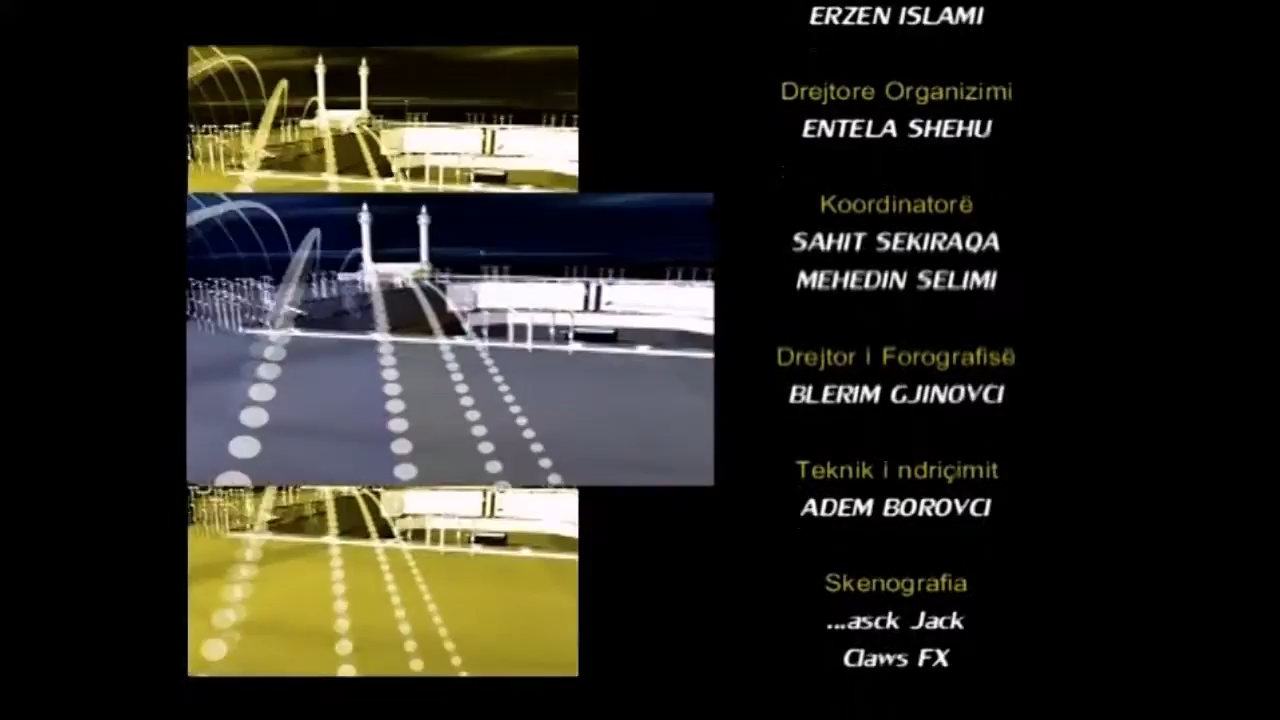 ERZEN ISLAMI
Drejtore Organizimi
ENTELA SHEHU
Koordinatorë
SAHIT SEKIRAQA
MEHEDIN SELIMI
Drejtor i Forografisë
BLERIM GJINOVCI
Teknik i ndriçimit
ADEM BOROVCI
Skenografia
...asck Jack
Claws FX